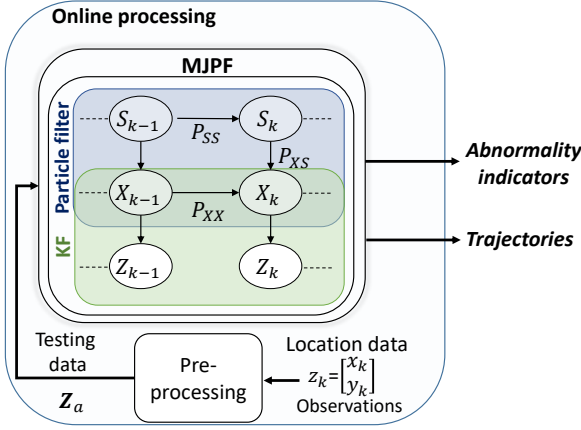 Online processing
MJPF
Particle filter
KF
S_{k−1}
P_{SS}
S_k
P_{XS}
X_{k−1}
P_{XX}
X_k
Z_{k−1}
Z_k
Abnormality
indicators
Trajectories
Testing
data
Z_a
Pre-
processing
Location data
z_k=[x_k
y_k]
Observations